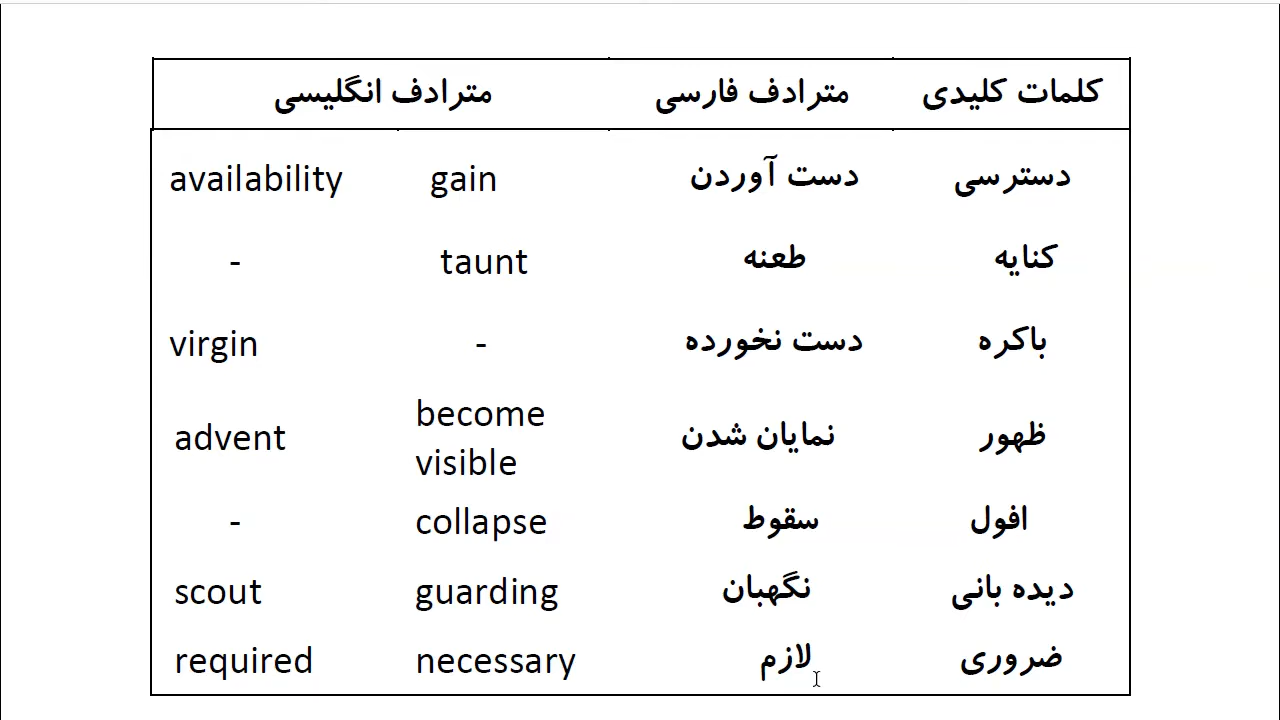 کلمات کلیدی مترادف فارسی مترادف انگلیسی
دسترسی دست آوردن gain availability
کنایه طعنه taunt -
باکره دست نخورده - virgin
ظهور نمایان شدن become visible advent
افول سقوط collapse -
دیده بانی نگهبان guarding scout
ضروری لازم necessary required